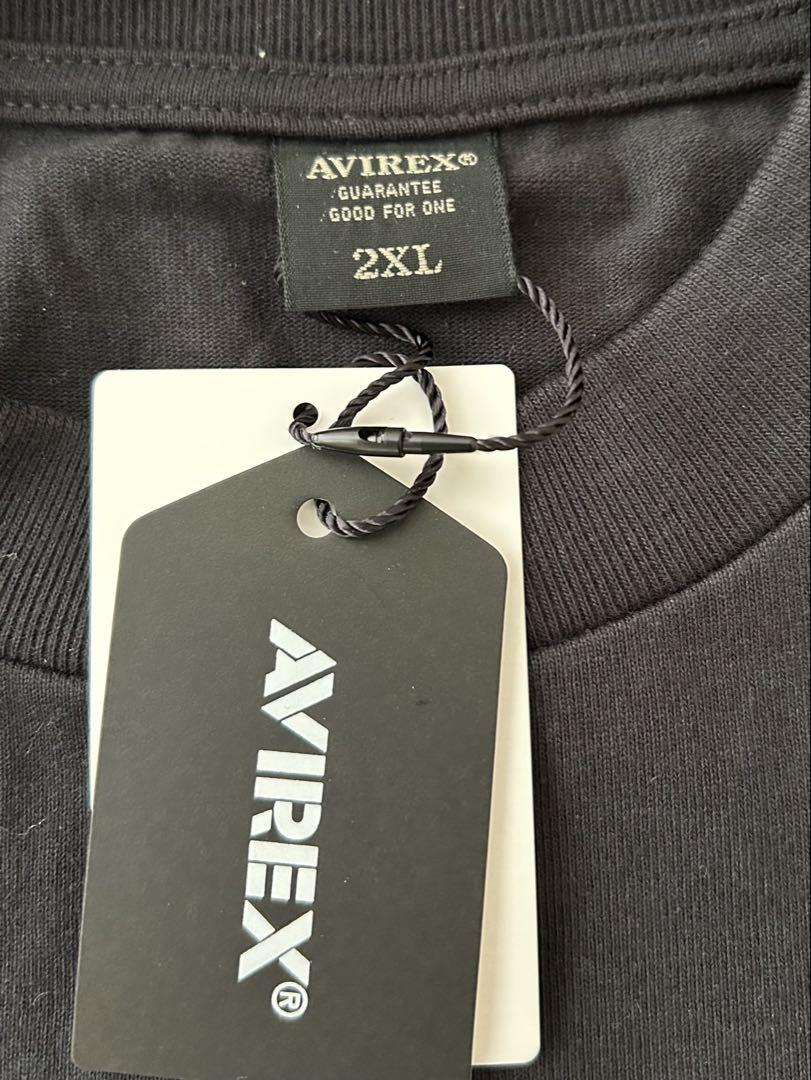 AVIREX®
GUARANTEE
GOOD FOR ONE
2XL
AVIREX®